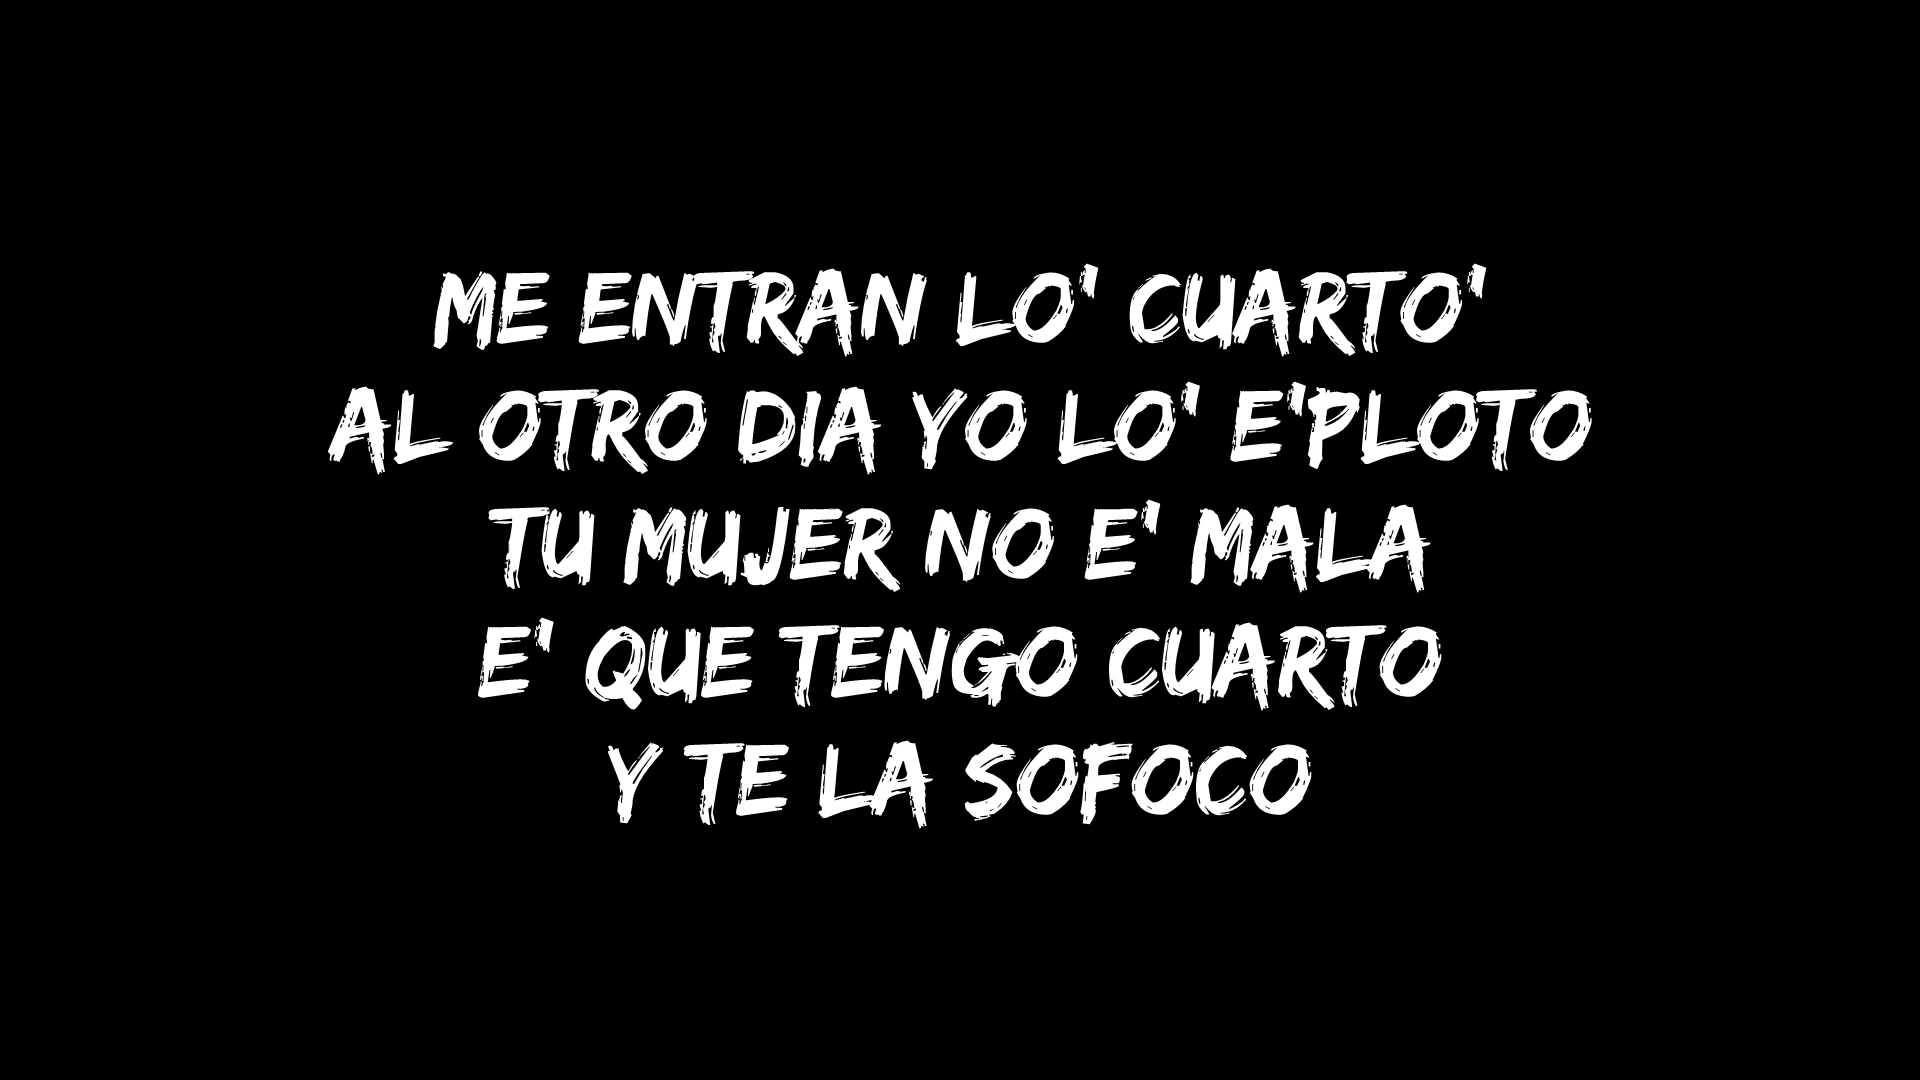 ME ENTRAN LO' CUARTO'
AL OTRO DIA YO LO' E'PLOTO
TU MUJER NO E' MALA
E' QUE TENGO CUARTO
Y TE LA SOFOCO